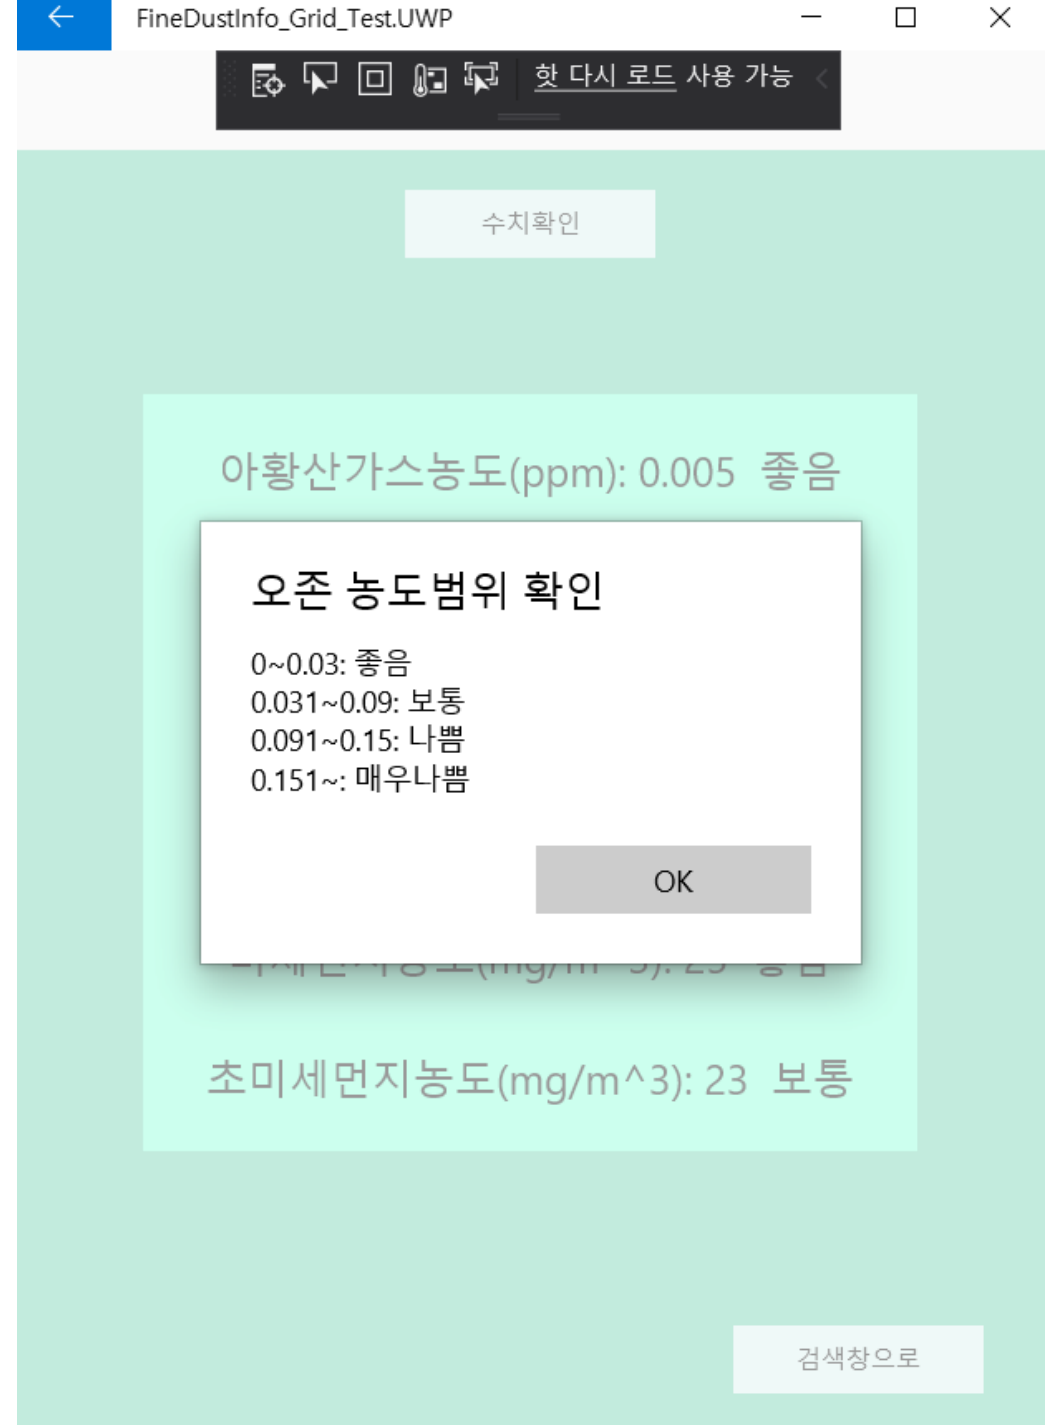 FineDustInfo_Grid_Test.UWP
핫 다시 로드 사용 가능
수치확인
아황산가스농도(ppm): 0.005 좋음
오존 농도범위 확인
0~0.03: 좋음
0.031~0.09: 보통
0.091~0.15: 나쁨
0.151~: 매우나쁨
OK
초미세먼지농도(mg/m^3): 23 보통
검색창으로